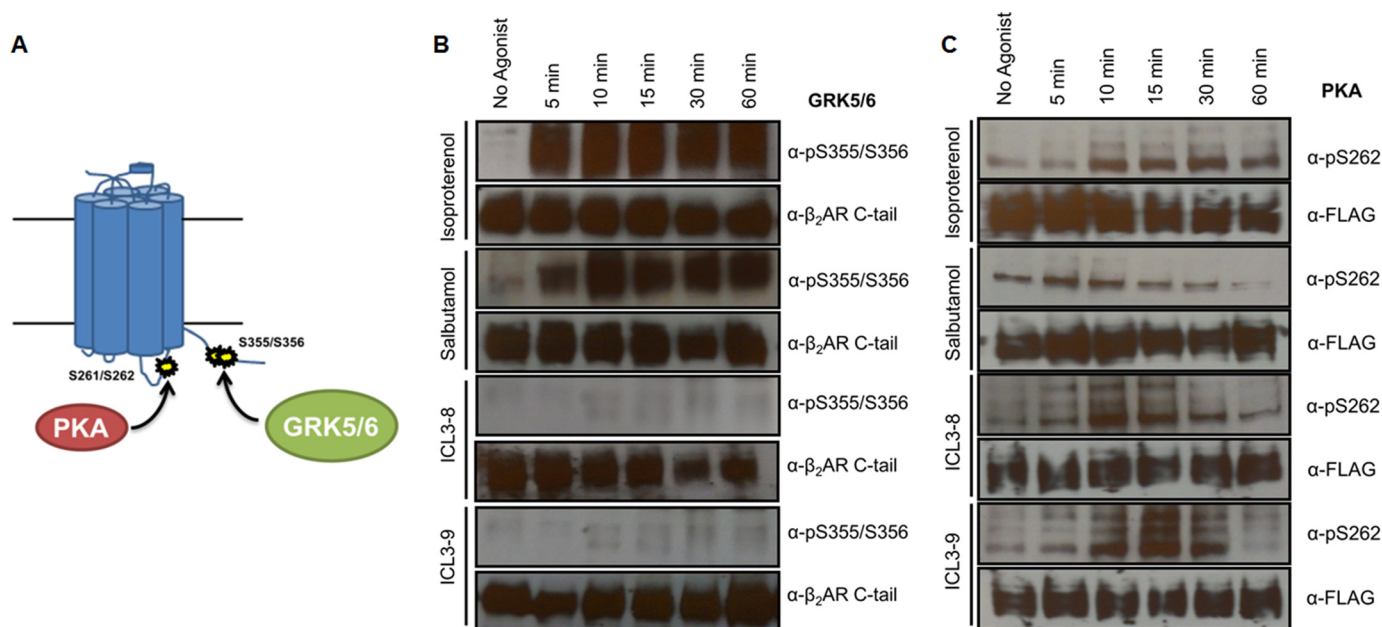 A
S261/S262
S355/S356
PKA
GRK5/6
B
No Agonist
5 min
10 min
15 min
30 min
60 min
GRK5/6
Isoproterenol
α-pS355/S356
α-β₂AR C-tail
Salbutamol
α-pS355/S356
α-β₂AR C-tail
ICL3-8
α-pS355/S356
α-β₂AR C-tail
ICL3-9
α-pS355/S356
α-β₂AR C-tail
C
No Agonist
5 min
10 min
15 min
30 min
60 min
PKA
Isoproterenol
α-pS262
α-FLAG
Salbutamol
α-pS262
α-FLAG
ICL3-8
α-pS262
α-FLAG
ICL3-9
α-pS262
α-FLAG